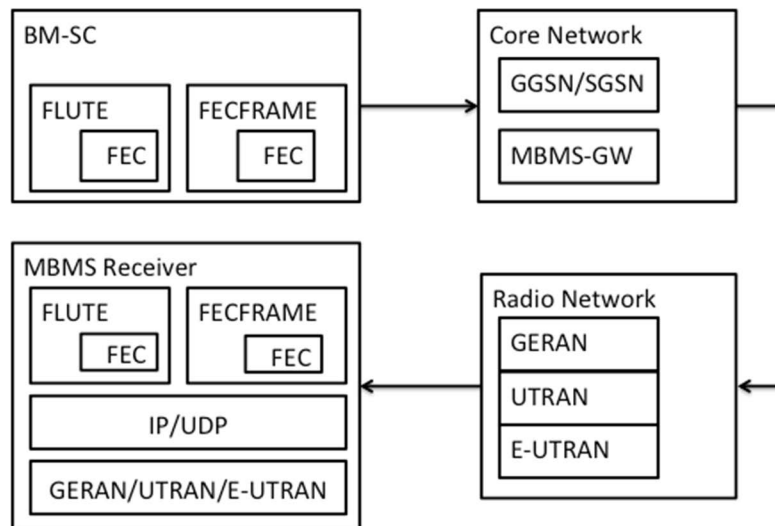 BM-SC
FLUTE
FEC
FECFRAME
FEC
Core Network
GGSN/SGSN
MBMS-GW
MBMS Receiver
FLUTE
FEC
FECFRAME
FEC
IP/UDP
GERAN/UTRAN/E-UTRAN
Radio Network
GERAN
UTRAN
E-UTRAN